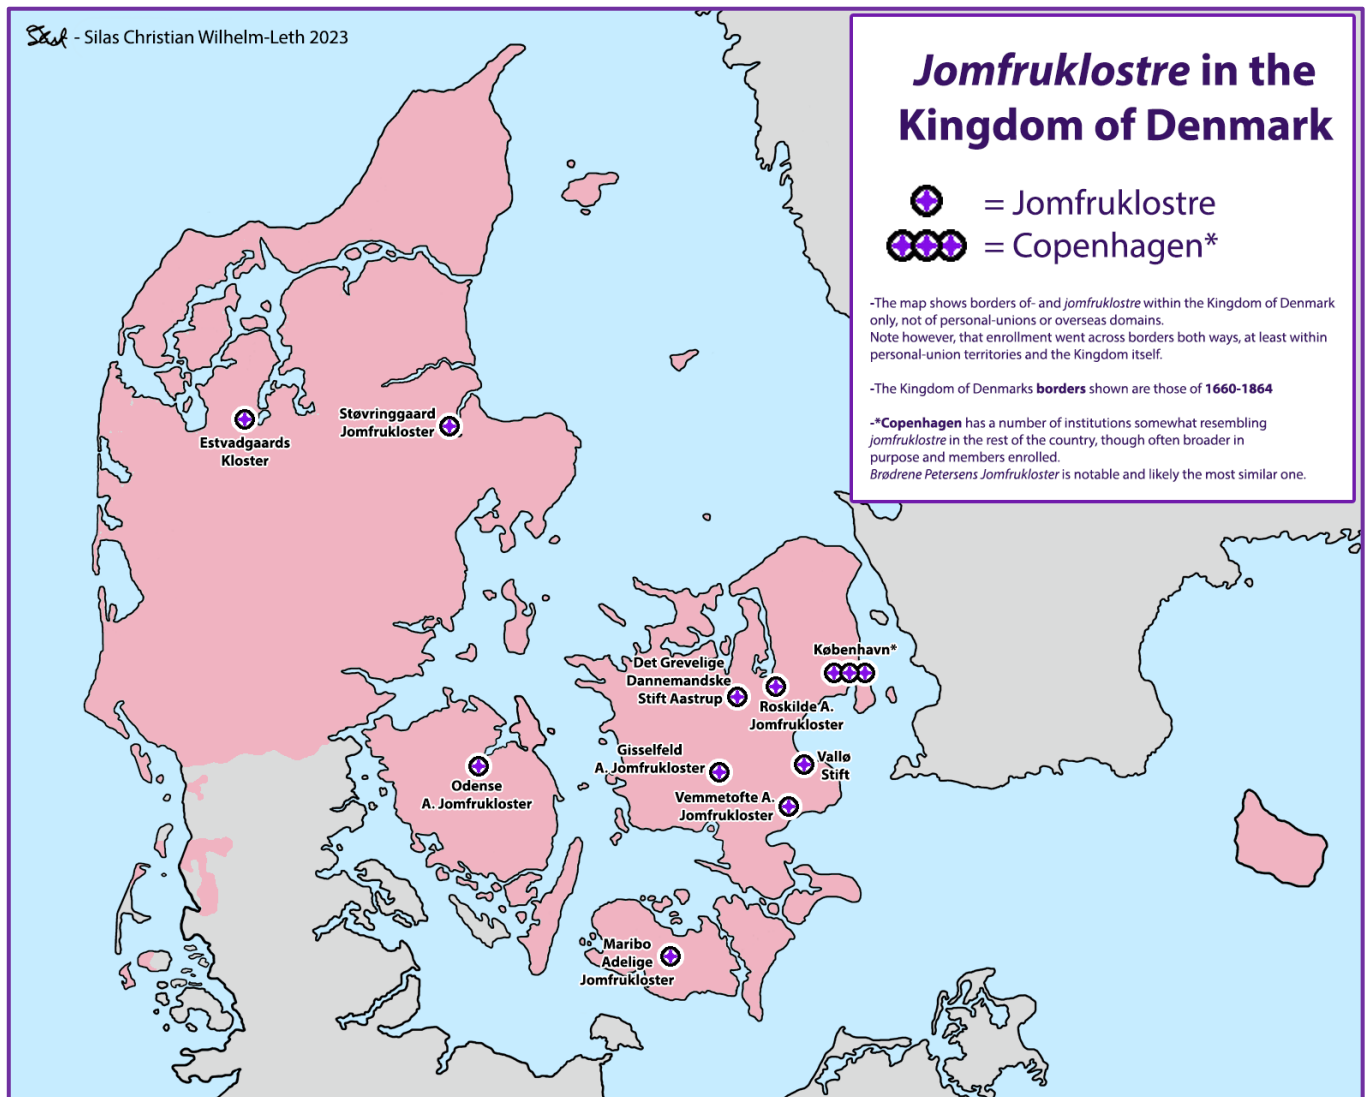 - Silas Christian Wilhelm-Leth 2023
Jomfruklostre in the
Kingdom of Denmark
= Jomfruklostre
= Copenhagen*
-The map shows borders of- and jomfruklostre within the Kingdom of Denmark
only, not of personal-unions or overseas domains.
Note however, that enrollment went across borders both ways, at least within
personal-union territories and the Kingdom itself.
-The Kingdom of Denmarks borders shown are those of 1660-1864
-*Copenhagen has a number of institutions somewhat resembling
jomfruklostre in the rest of the country, though often broader in
purpose and members enrolled.
Brødrene Petersens Jomfrukloster is notable and likely the most similar one.
Støvringgaard
Jomfrukloster
Estvadgaards
Kloster
København*
Det Grevelige
Dannemandske
Stift Aastrup
Roskilde A.
Jomfrukloster
Gisselfeld
A. Jomfrukloster
Vallø
Stift
Odense
A. Jomfrukloster
Vemmetofte A.
Jomfrukloster
Maribo
Adelige
Jomfrukloster